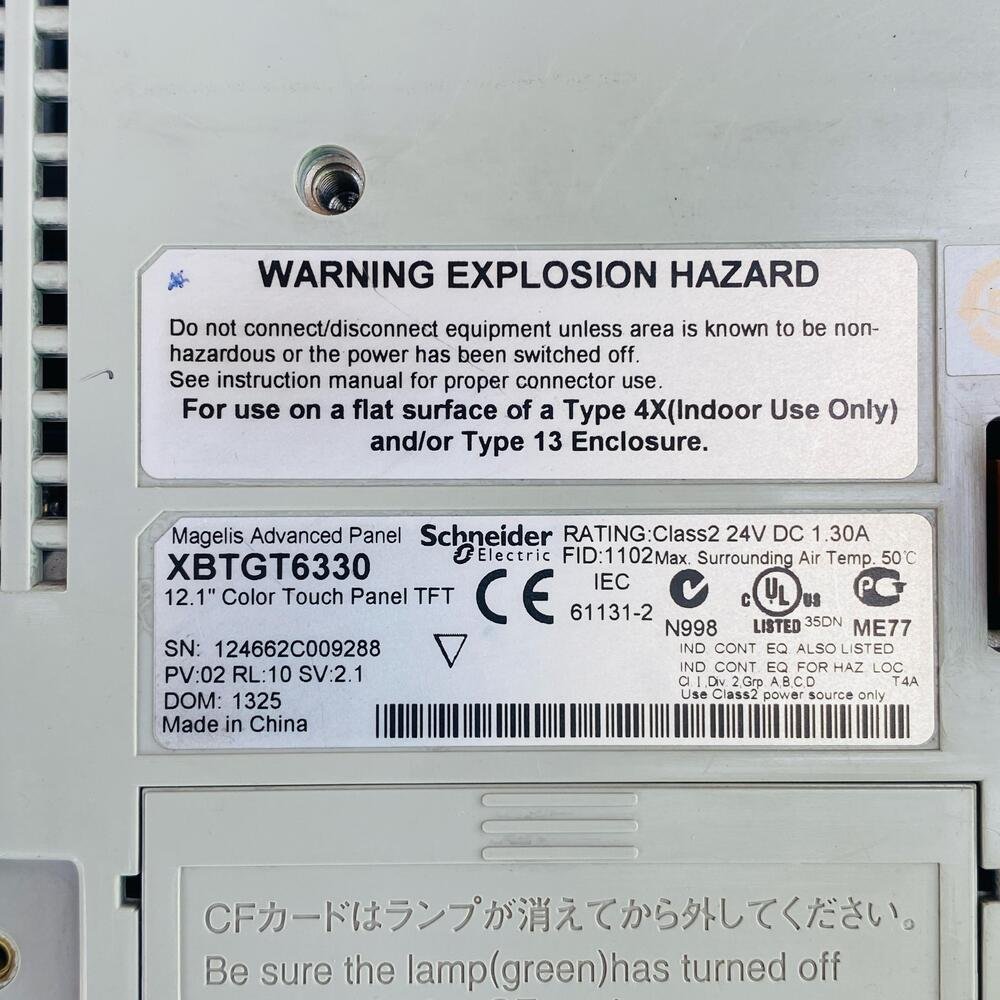 WARNING EXPLOSION HAZARD
Do not connect/disconnect equipment unless area is known to be non-
hazardous or the power has been switched off.
See instruction manual for proper connector use.
For use on a flat surface of a Type 4X(Indoor Use Only)
and/or Type 13 Enclosure.
Magelis Advanced Panel
XBTGT6330
12.1" Color Touch Panel TFT
Schneider
Electric
RATING:Class2 24V DC 1.30A
FID:1102 Max. Surrounding Air Temp. 50℃
CE
IEC
61131-2
N998
C UL US
LISTED 35DN
ME77
SN: 124662C009288
PV:02 RL:10 SV:2.1
DOM: 1325
Made in China
IND CONT EQ ALSO LISTED
IND CONT EQ FOR HAZ LOC
Cl I ,Div. 2,Grp A,B,C,D T4A
Use Class2 power source only
CFカードはランプが消えてから外してください。
Be sure the lamp(green)has turned off